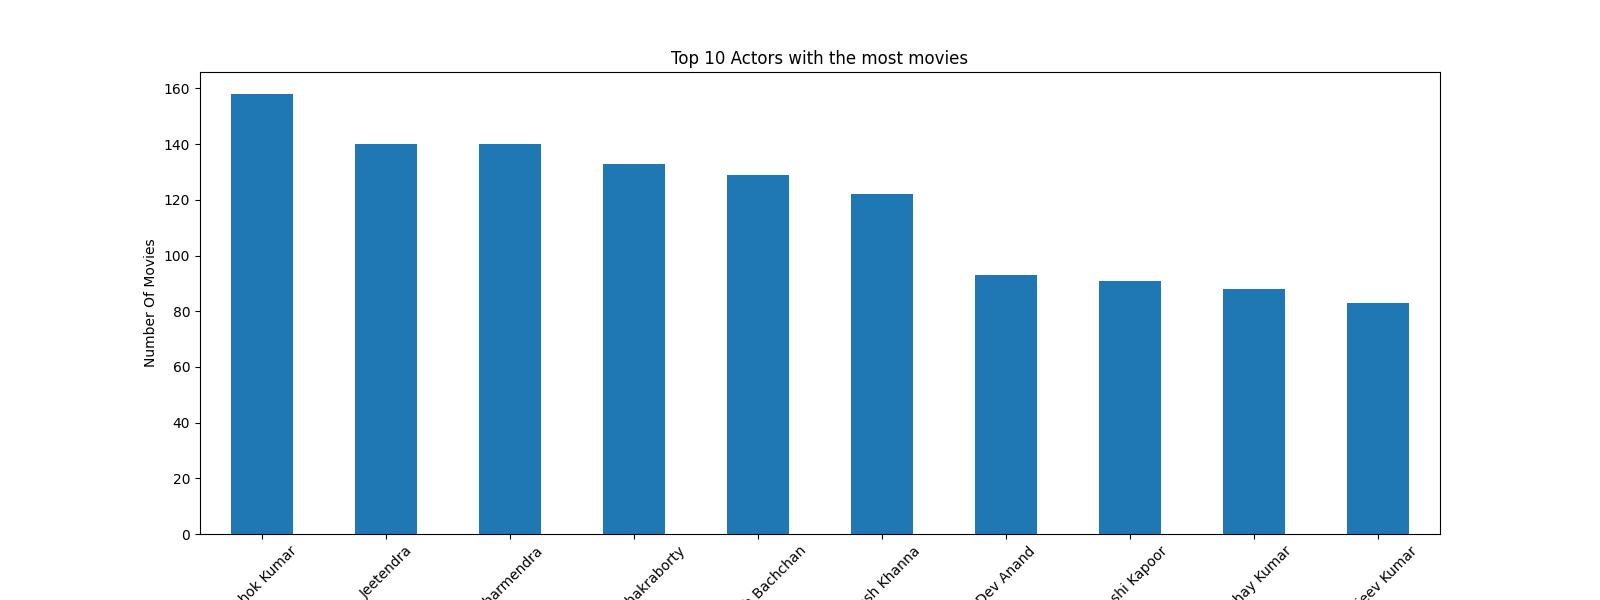 Top 10 Actors with the most movies
Number Of Movies
160
140
120
100
80
60
40
20
0
hok Kumar
Jeetendra
harmendra
hakraborty
Bachchan
sh Khanna
Dev Anand
shi Kapoor
hay Kumar
eev Kumar